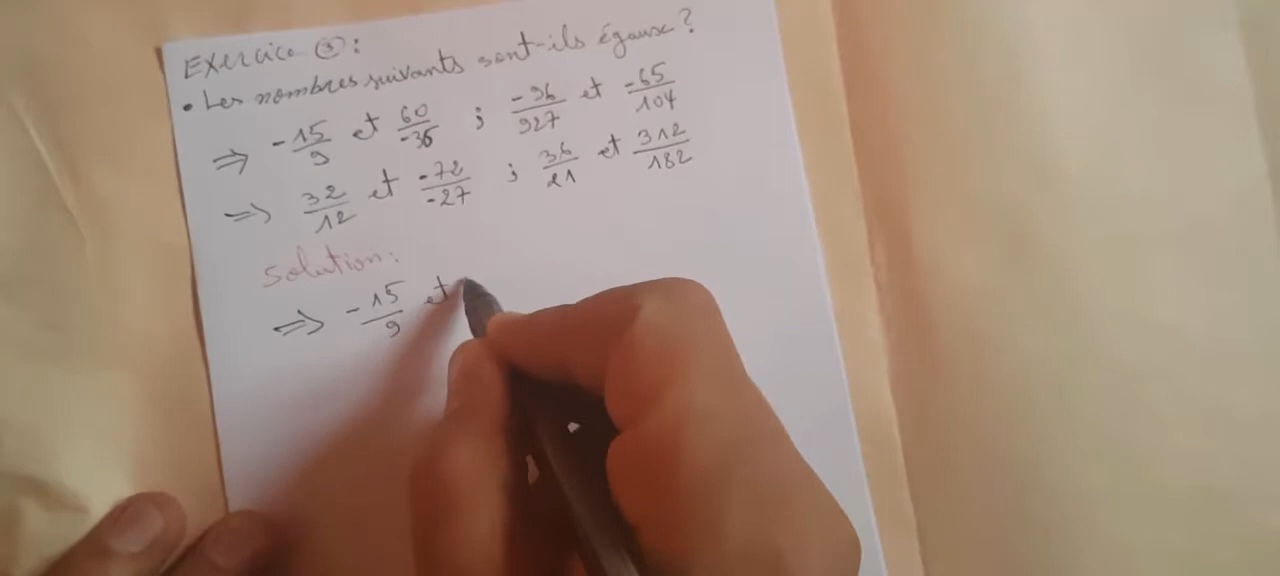 Exercice ③ :
• Les nombres suivants sont-ils égaux ?
⇒ -15/9 et 60/-36 ; -96/927 et -65/104
⇒ 32/12 et -72/-27 ; 36/21 et 312/182
Solution :
⇒ -15/9 et